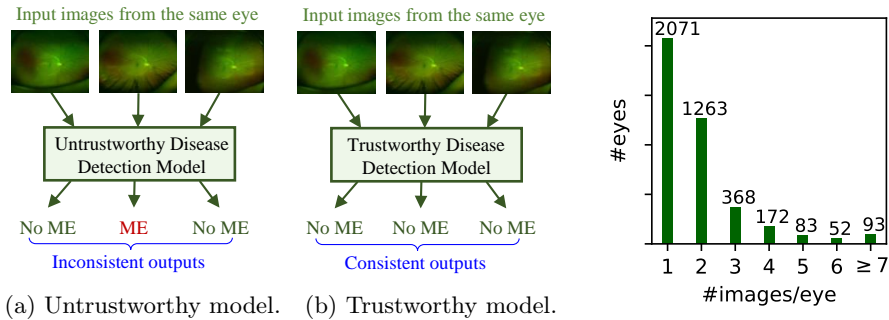 Input images from the same eye
Untrustworthy Disease
Detection Model
No ME ME No ME
Inconsistent outputs
(a) Untrustworthy model.
Input images from the same eye
Trustworthy Disease
Detection Model
No ME No ME No ME
Consistent outputs
(b) Trustworthy model.
#eyes
2071
1263
368
172
83
52
93
1 2 3 4 5 6 ≥ 7
#images/eye